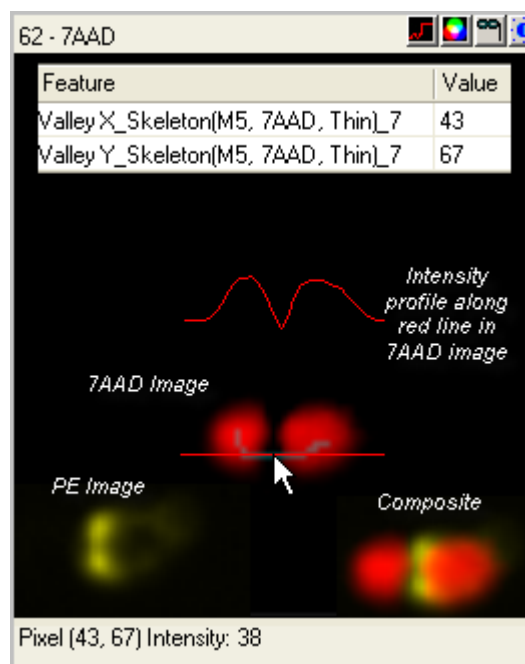 62 - 7AAD
Feature Value
Valley X_Skeleton(M5, 7AAD, Thin)_7 43
Valley Y_Skeleton(M5, 7AAD, Thin)_7 67
Intensity
profile along
red line in
7AAD image
7AAD Image
PE Image
Composite
Pixel (43, 67) Intensity: 38